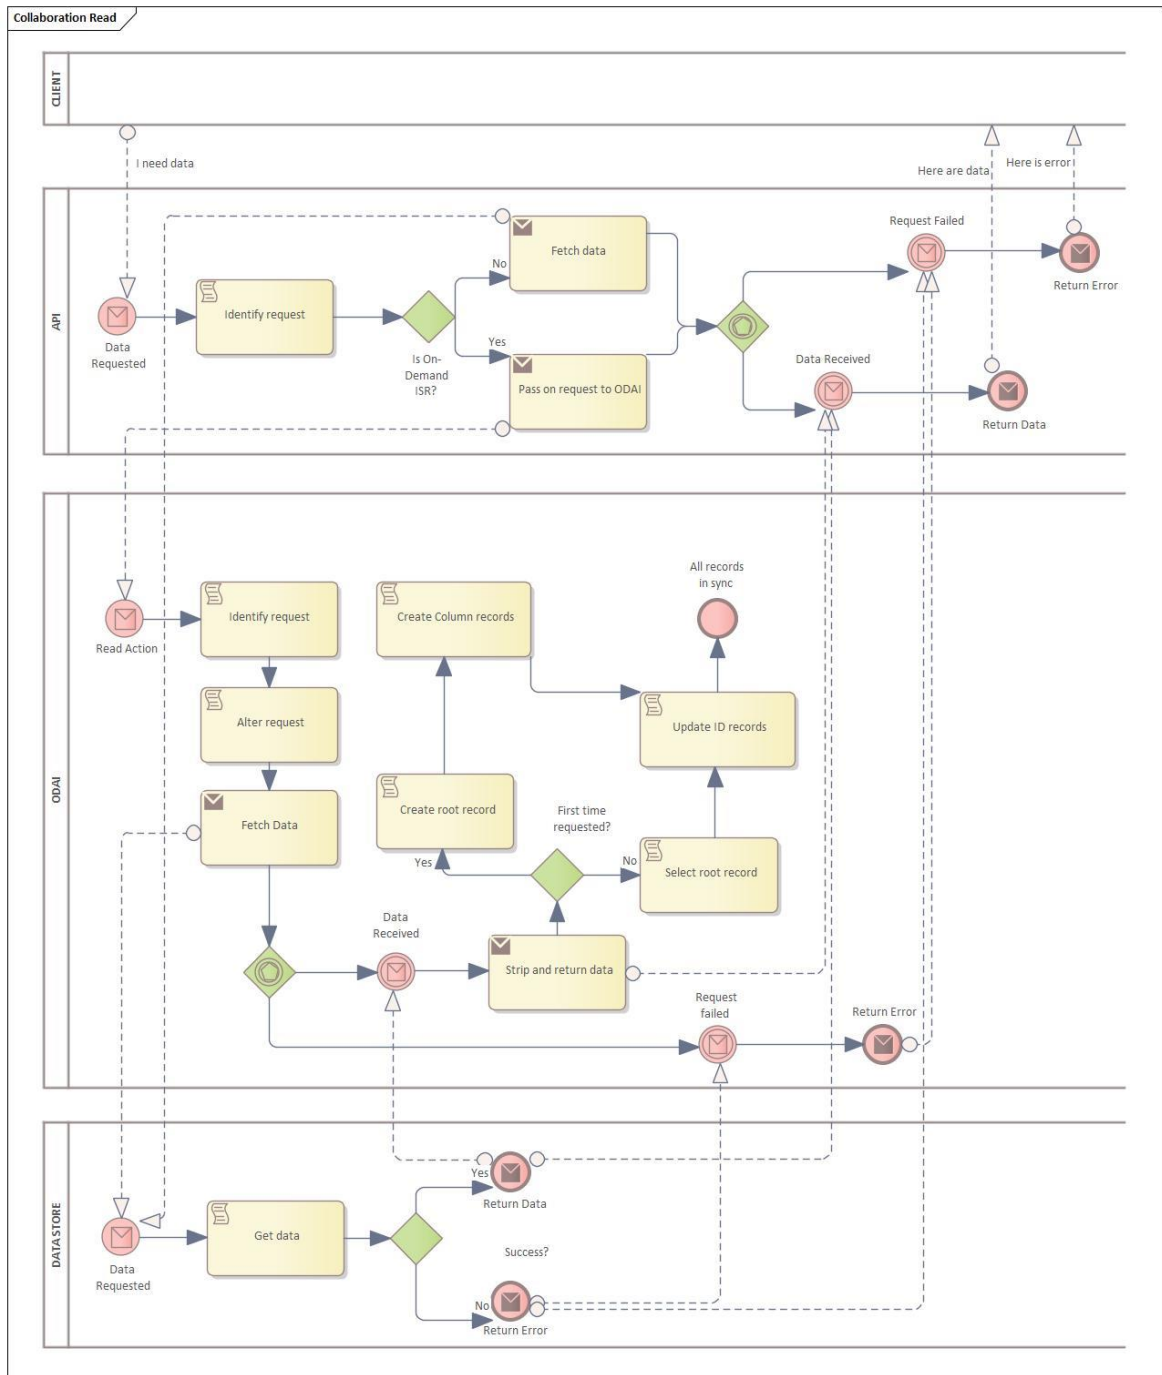 Collaboration Read
CLIENT
I need data
Here are data
Here is error
API
Data
Requested
Identify request
Is On-
Demand
ISR?
No
Yes
Fetch data
Pass on request to ODAI
Request Failed
Return Error
Data Received
Return Data
ODAI
Read Action
Identify request
Alter request
Fetch Data
Create Column records
All records
in sync
Update ID records
Create root record
First time
requested?
Yes
No
Select root record
Data
Received
Strip and return data
Request
failed
Return Error
DATA STORE
Data
Requested
Get data
Yes
Return Data
Success?
No
Return Error